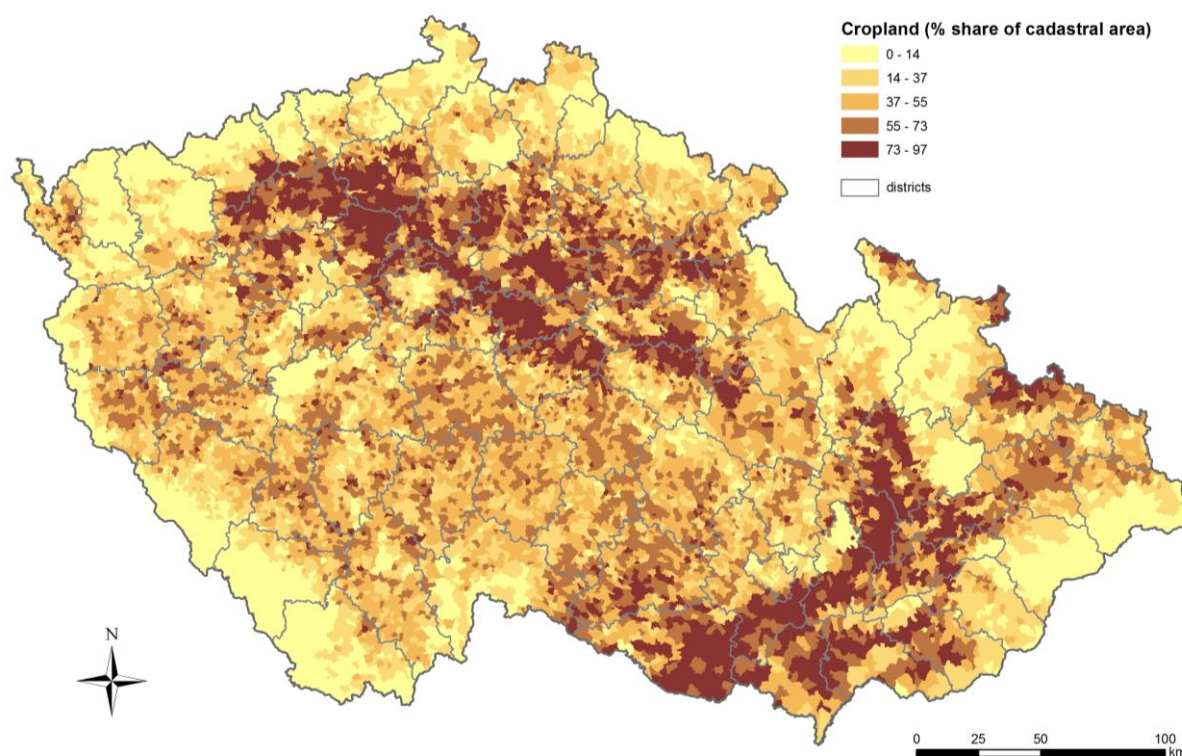 Cropland (% share of cadastral area)
0 - 14
14 - 37
37 - 55
55 - 73
73 - 97
districts
N
0 25 50 100
km